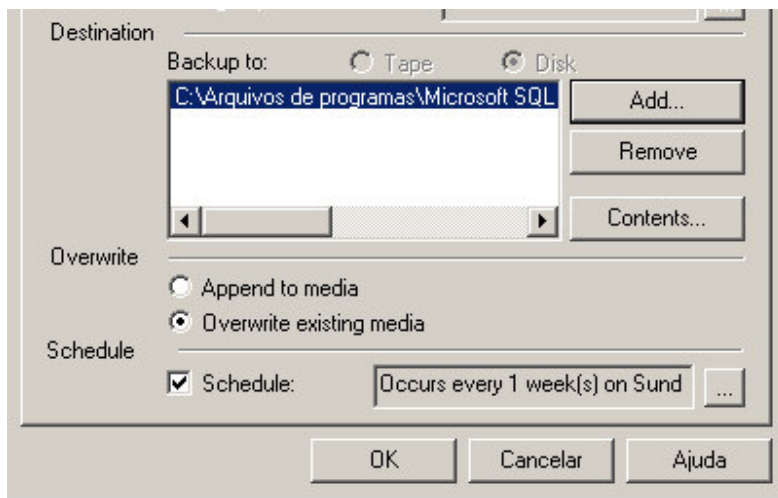 Destination
Backup to: Tape Disk
C:\Arquivos de programas\Microsoft SQL
Add...
Remove
Contents...
Overwrite
Append to media
Overwrite existing media
Schedule
Schedule: Occurs every 1 week(s) on Sund ...
OK Cancelar Ajuda